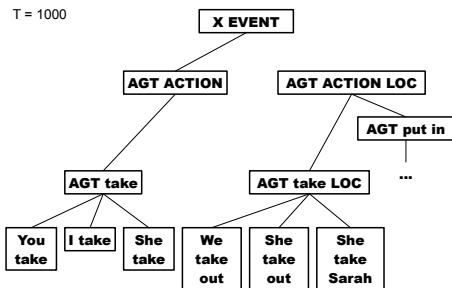 T = 1000
X EVENT
AGT ACTION
AGT ACTION LOC
AGT put in
...
AGT take
AGT take LOC
You
take
I take
She
take
We
take
out
She
take
out
She
take
Sarah